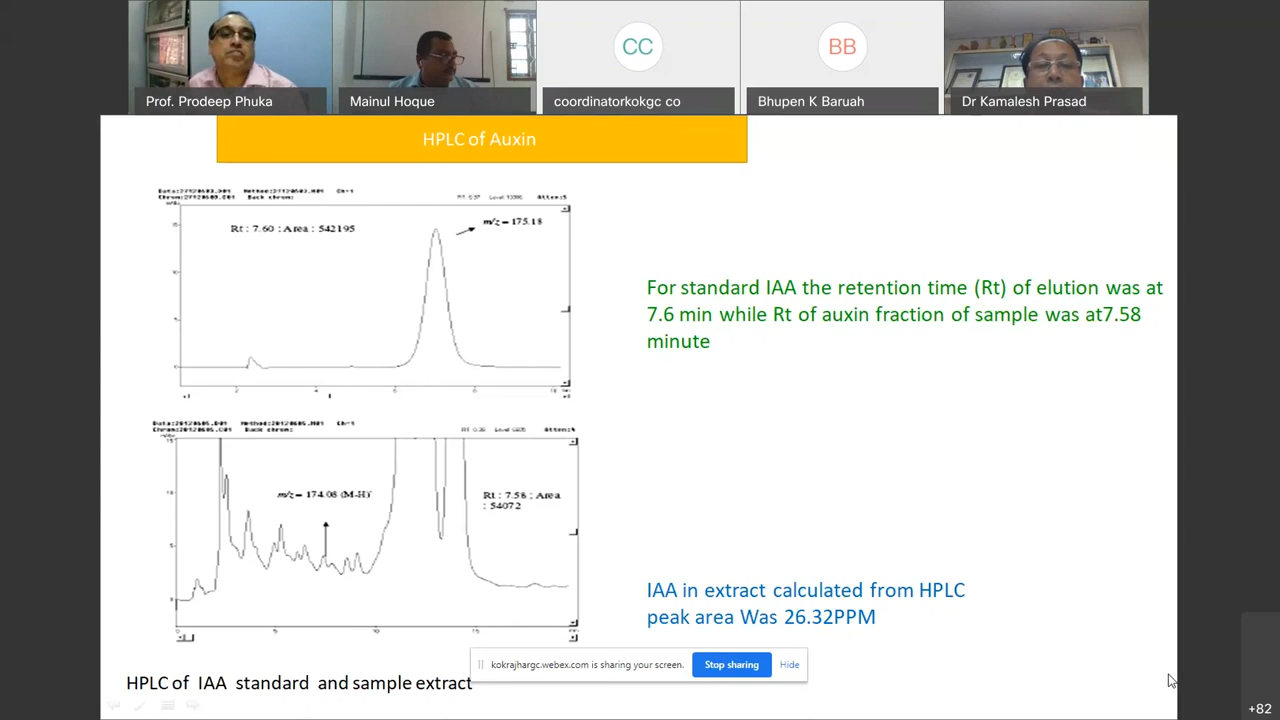 CC
BB
Prof. Prodeep Phuka
Mainul Hoque
coordinatorkokgc co
Bhupen K Baruah
Dr Kamalesh Prasad
HPLC of Auxin
Back chrom:
Rt : 7.60 ; Area : 542195
m/z = 175.18
For standard IAA the retention time (Rt) of elution was at
7.6 min while Rt of auxin fraction of sample was at7.58
minute
Back chrom:
m/z = 174.08 (M-H)
Rt : 7.58 ; Area
: 54072
IAA in extract calculated from HPLC
peak area Was 26.32PPM
kokrajhargc.webex.com is sharing your screen.
Stop sharing
Hide
HPLC of IAA standard and sample extract
+82